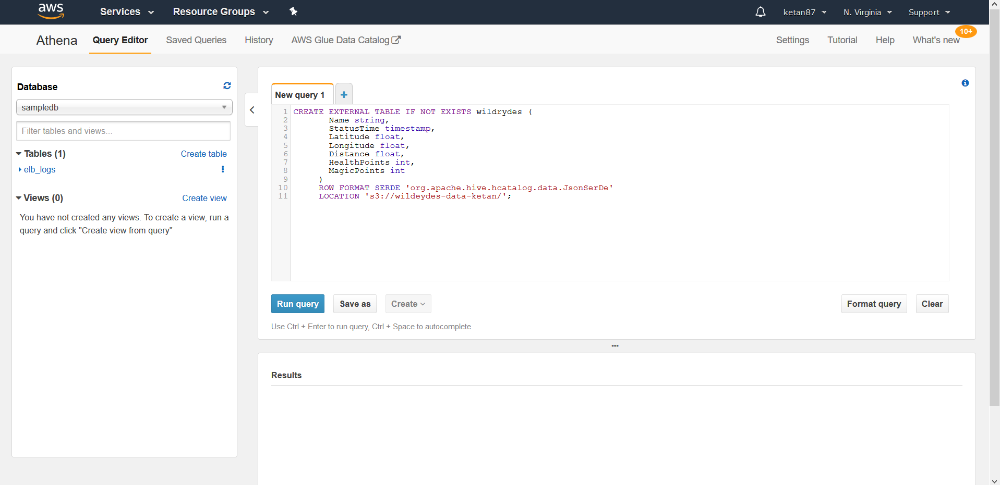 aws Services Resource Groups ketan87 N. Virginia Support
Athena Query Editor Saved Queries History AWS Glue Data Catalog Settings Tutorial Help What's new 10+
Database
sampledb
Filter tables and views...
Tables (1) Create table
elb_logs
Views (0) Create view
You have not created any views. To create a view, run a
query and click "Create view from query"
New query 1
1 CREATE EXTERNAL TABLE IF NOT EXISTS wildrydes (
2 Name string,
3 StatusTime timestamp,
4 Latitude float,
5 Longitude float,
6 Distance float,
7 HealthPoints int,
8 MagicPoints int
9 )
10 ROW FORMAT SERDE 'org.apache.hive.hcatalog.data.JsonSerDe'
11 LOCATION 's3://wildeydes-data-ketan/';
Run query Save as Create Format query Clear
Use Ctrl + Enter to run query, Ctrl + Space to autocomplete
Results